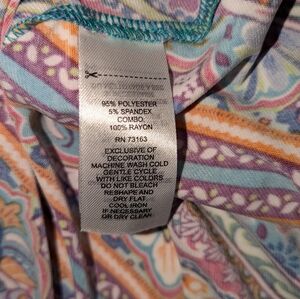 95% POLYESTER
5% SPANDEX
COMBO
100% RAYON
RN 73163
EXCLUSIVE OF
DECORATION
MACHINE WASH COLD
GENTLE CYCLE
WITH LIKE COLORS
DO NOT BLEACH
RESHAPE AND
DRY FLAT
COOL IRON
IF NECESSARY
OR DRY CLEAN